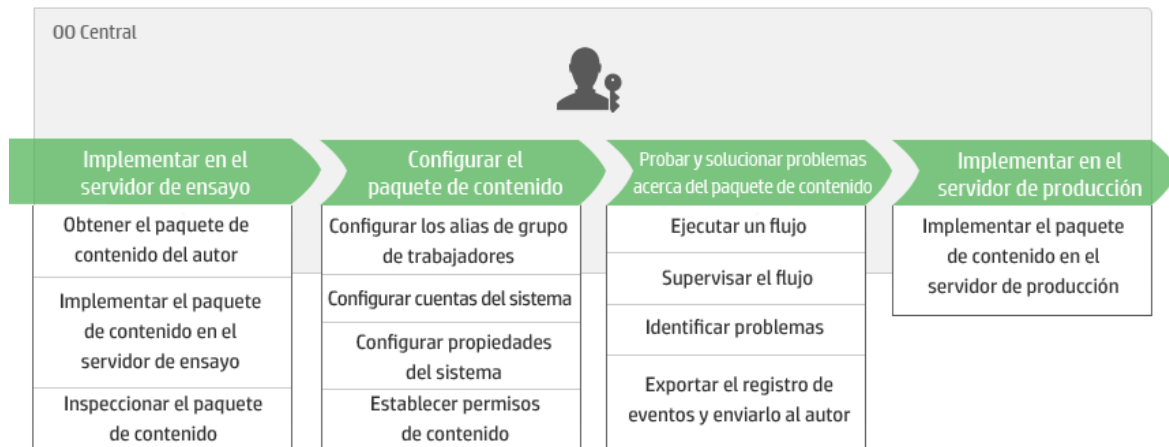 OO Central
Implementar en el
servidor de ensayo
Obtener el paquete de
contenido del autor
Implementar el paquete
de contenido en el
servidor de ensayo
Inspeccionar el paquete
de contenido
Configurar el
paquete de contenido
Configurar los alias de grupo
de trabajadores
Configurar cuentas del sistema
Configurar propiedades
del sistema
Establecer permisos
de contenido
Probar y solucionar problemas
acerca del paquete de contenido
Ejecutar un flujo
Supervisar el flujo
Identificar problemas
Exportar el registro de
eventos y enviarlo al autor
Implementar en el
servidor de producción
Implementar el paquete
de contenido en el
servidor de producción